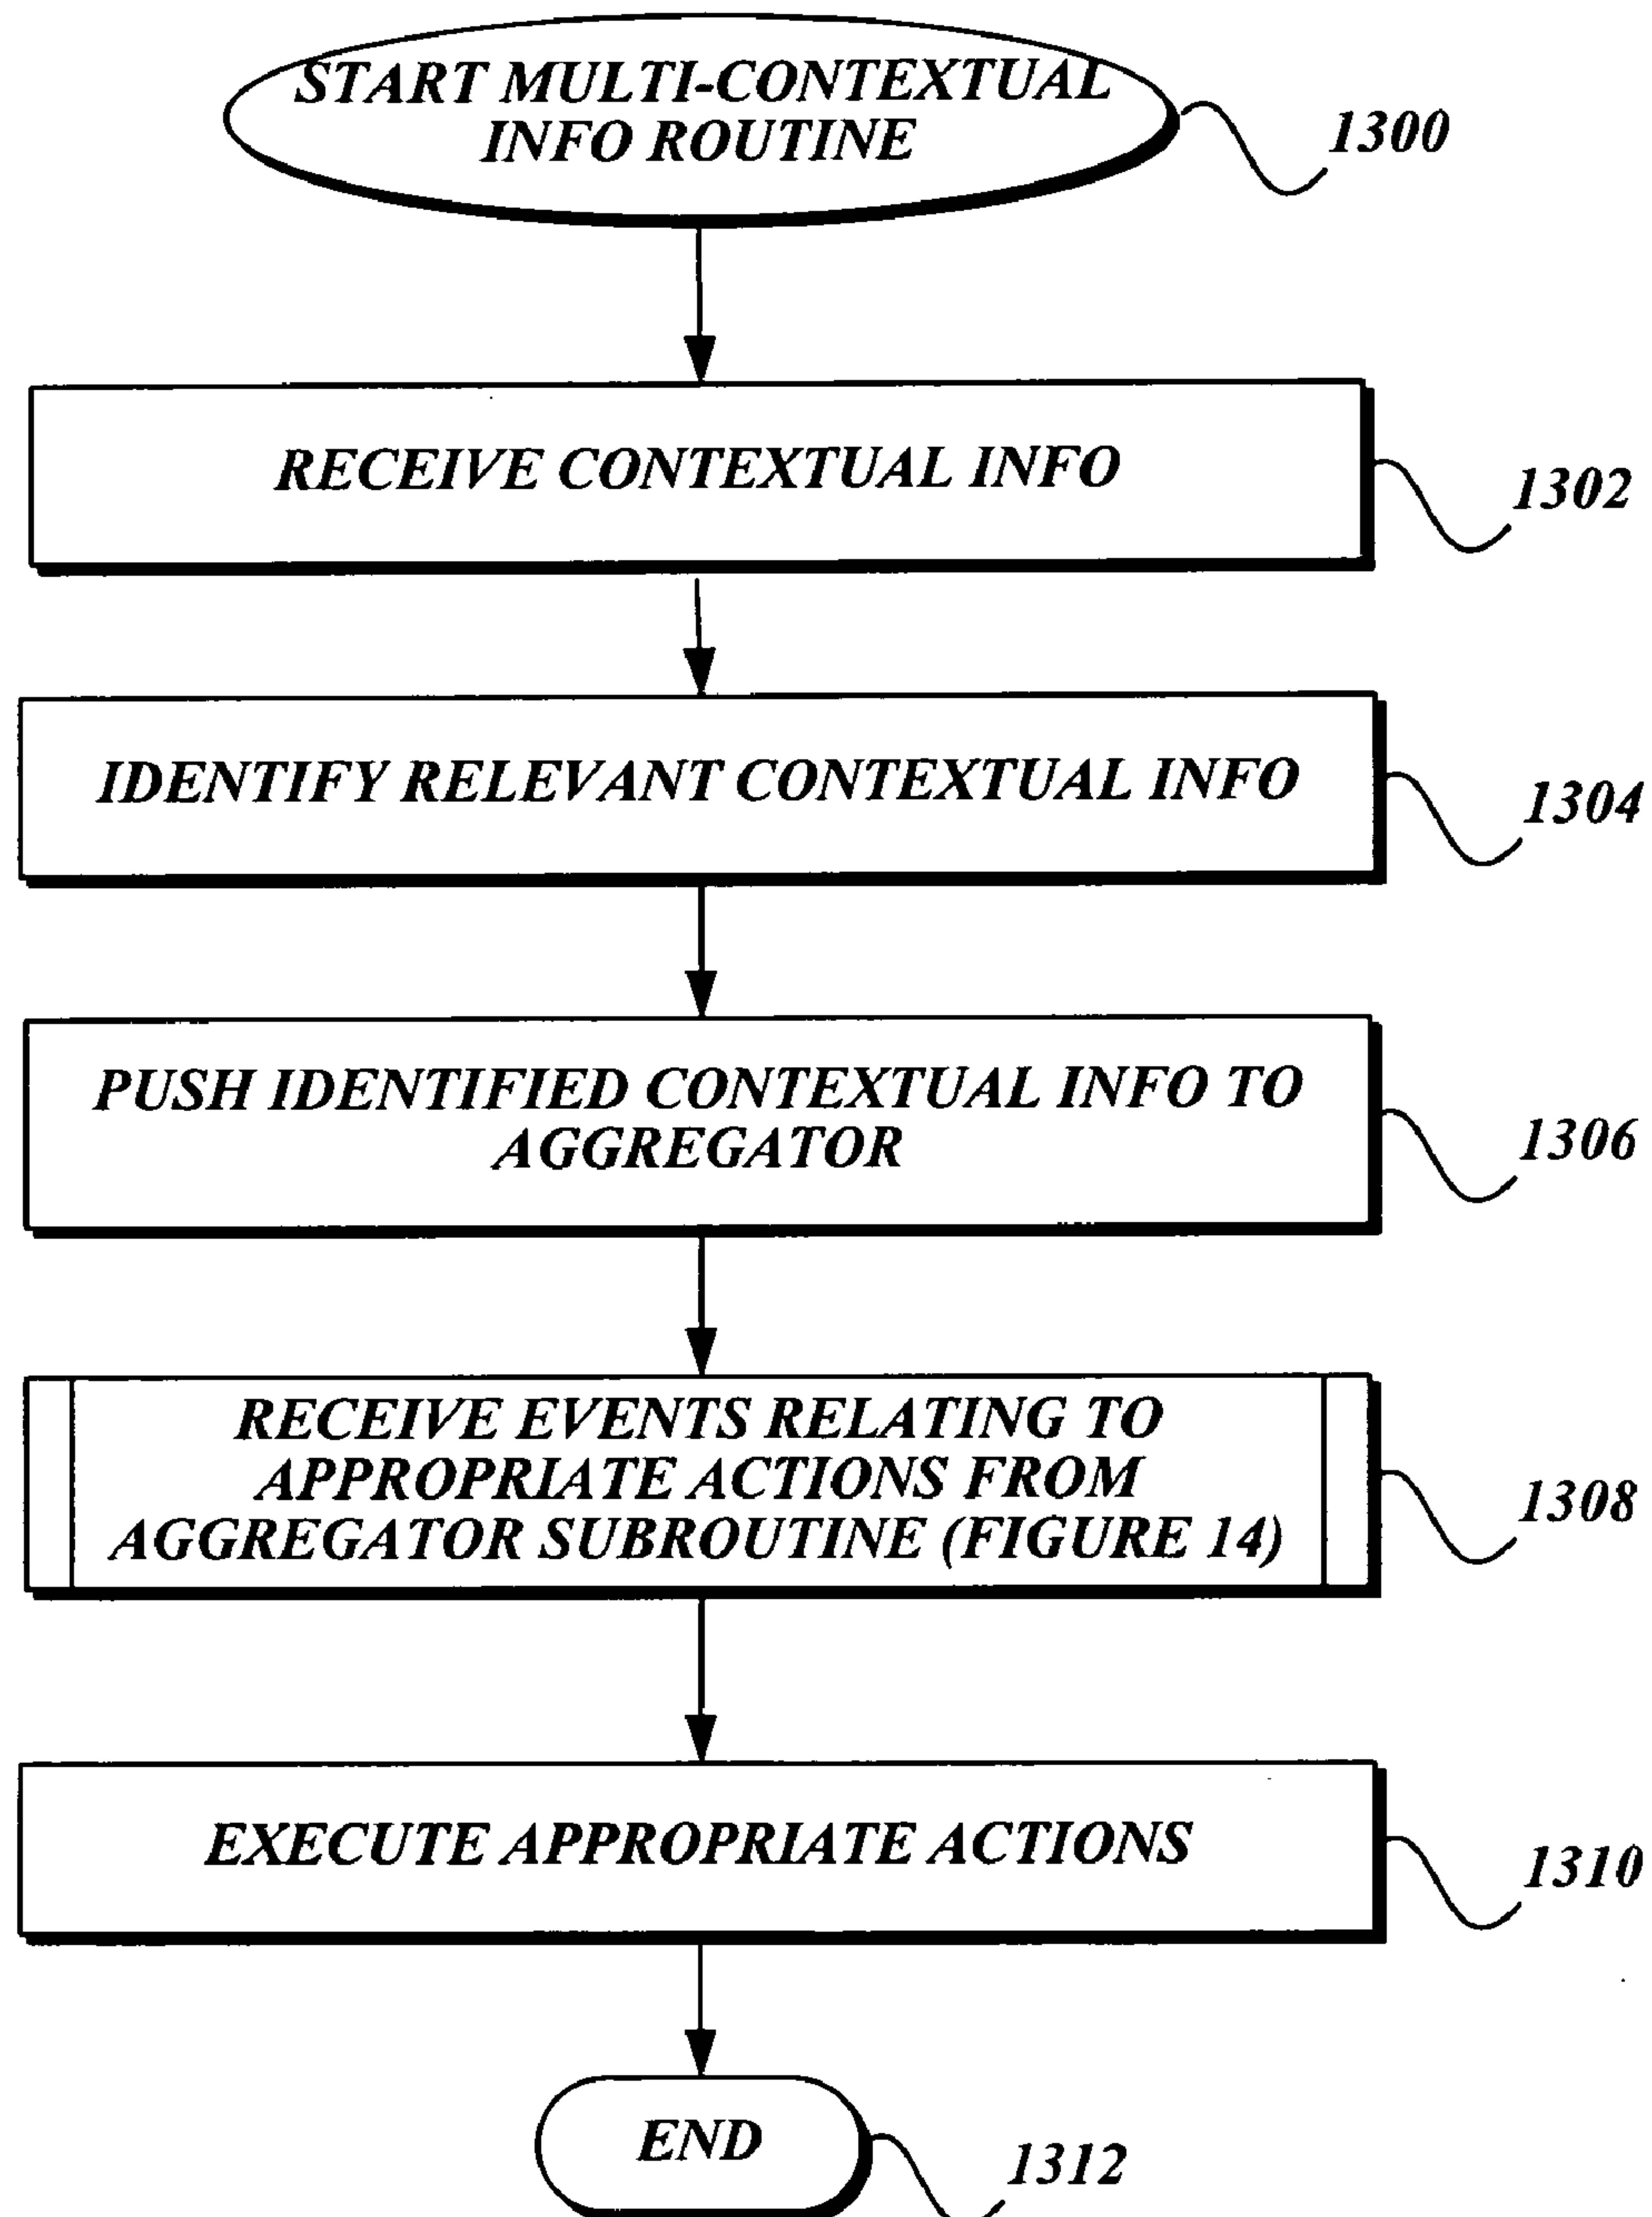 START MULTI-CONTEXTUAL
INFO ROUTINE
1300
RECEIVE CONTEXTUAL INFO
1302
IDENTIFY RELEVANT CONTEXTUAL INFO
1304
PUSH IDENTIFIED CONTEXTUAL INFO TO
AGGREGATOR
1306
RECEIVE EVENTS RELATING TO
APPROPRIATE ACTIONS FROM
AGGREGATOR SUBROUTINE (FIGURE 14)
1308
EXECUTE APPROPRIATE ACTIONS
1310
END
1312